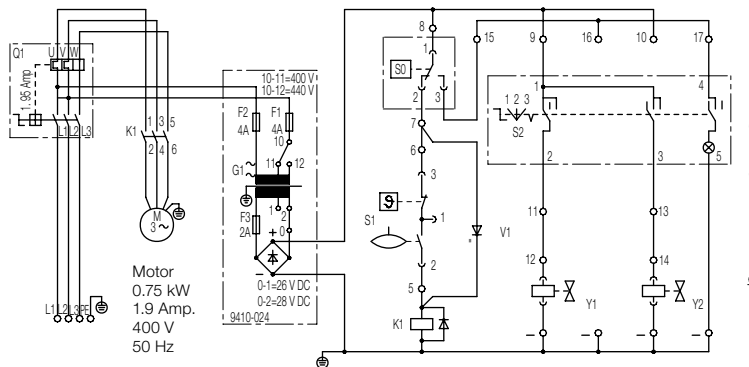 Q1
U V W
1.95 Amp
L1 L2 L3
K1
1 3 5
2 4 6
M
3 ~
Motor
0.75 kW
1.9 Amp.
400 V
50 Hz
L1 L2 L3 PE
10-11=400 V
10-12=440 V
F2
F1
4A
4A
10
11
12
G1
1
2
F3
2A
0
+
−
0-1=26 V DC
0-2=28 V DC
9410-024
8
1
S0
2
3
7
6
3
ϑ
S1
1
2
5
K1
V1
15
9
16
10
17
1
4
1 2 3
S2
2
3
5
11
13
12
14
Y1
Y2